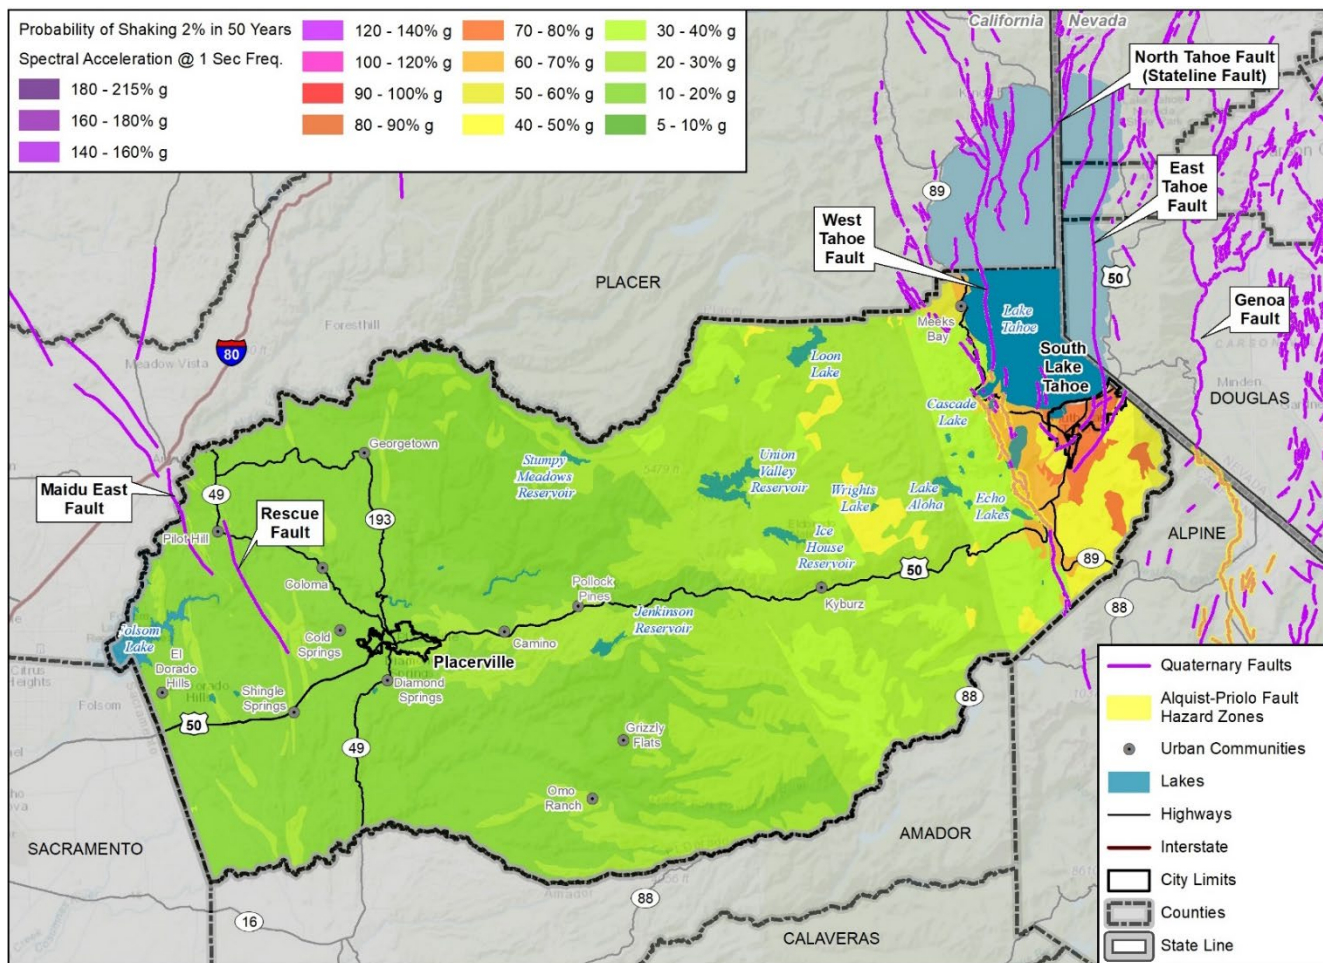 Probability of Shaking 2% in 50 Years
Spectral Acceleration @ 1 Sec Freq.
180 - 215% g
160 - 180% g
140 - 160% g
120 - 140% g
100 - 120% g
90 - 100% g
80 - 90% g
70 - 80% g
60 - 70% g
50 - 60% g
40 - 50% g
30 - 40% g
20 - 30% g
10 - 20% g
5 - 10% g
California
Nevada
North Tahoe Fault
(Stateline Fault)
89
East
Tahoe
Fault
West
Tahoe
Fault
50
PLACER
Genoa
Fault
Meeks
Bay
Lake
Tahoe
South
Lake
Tahoe
Foresthill
80
Meadow Vista
Loon
Lake
Minden
DOUGLAS
Cascade
Lake
Georgetown
Stumpy
Meadows
Reservoir
5479 ft
Union
Valley
Reservoir
Wrights
Lake
Lake
Aloha
Echo
Lakes
Maidu East
Fault
49
193
Rescue
Fault
Pilot Hill
Ice
House
Reservoir
ALPINE
Coloma
50
89
Pollock
Pines
Kyburz
88
Jenkinson
Reservoir
Folsom
Lake
Cold
Springs
Camino
Placerville
El
Dorado
Hills
Diamond
Springs
Citrus
Heights
Folsom
Shingle
Springs
50
49
88
Grizzly
Flats
Omo
Ranch
SACRAMENTO
AMADOR
Amador
88
16
CALAVERAS
Quaternary Faults
Alquist-Priolo Fault
Hazard Zones
Urban Communities
Lakes
Highways
Interstate
City Limits
Counties
State Line